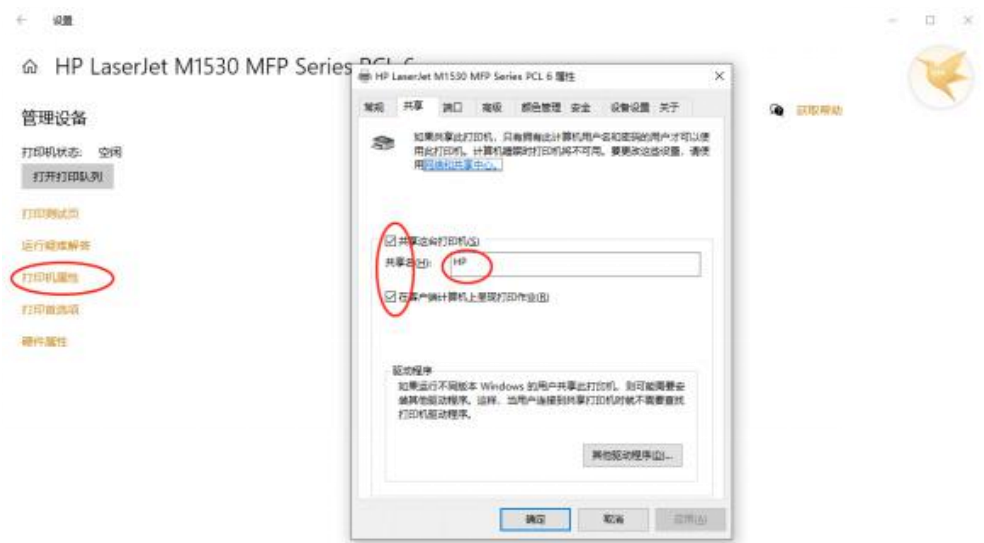 设置
HP LaserJet M1530 MFP Series PCL 6
管理设备
打印机状态: 空闲
打开打印队列
打印测试页
运行疑难解答
打印机属性
打印首选项
硬件属性
获取帮助
HP LaserJet M1530 MFP Series PCL 6 属性
常规 共享 端口 高级 颜色管理 安全 设备设置 关于
如果共享此打印机，只有拥有此计算机用户名和密码的用户才可以使
用此打印机。计算机睡眠时打印机将不可用。要更改这些设置，请使
用网络和共享中心。
共享这台打印机(S)
共享名(H): HP
在客户端计算机上呈现打印作业(R)
驱动程序
如果运行不同版本 Windows 的用户共享此打印机，则可能需要安
装其他驱动程序。这样，当用户连接到共享打印机时就不需要查找
打印机驱动程序。
其他驱动程序(D)...
确定 取消 应用(A)